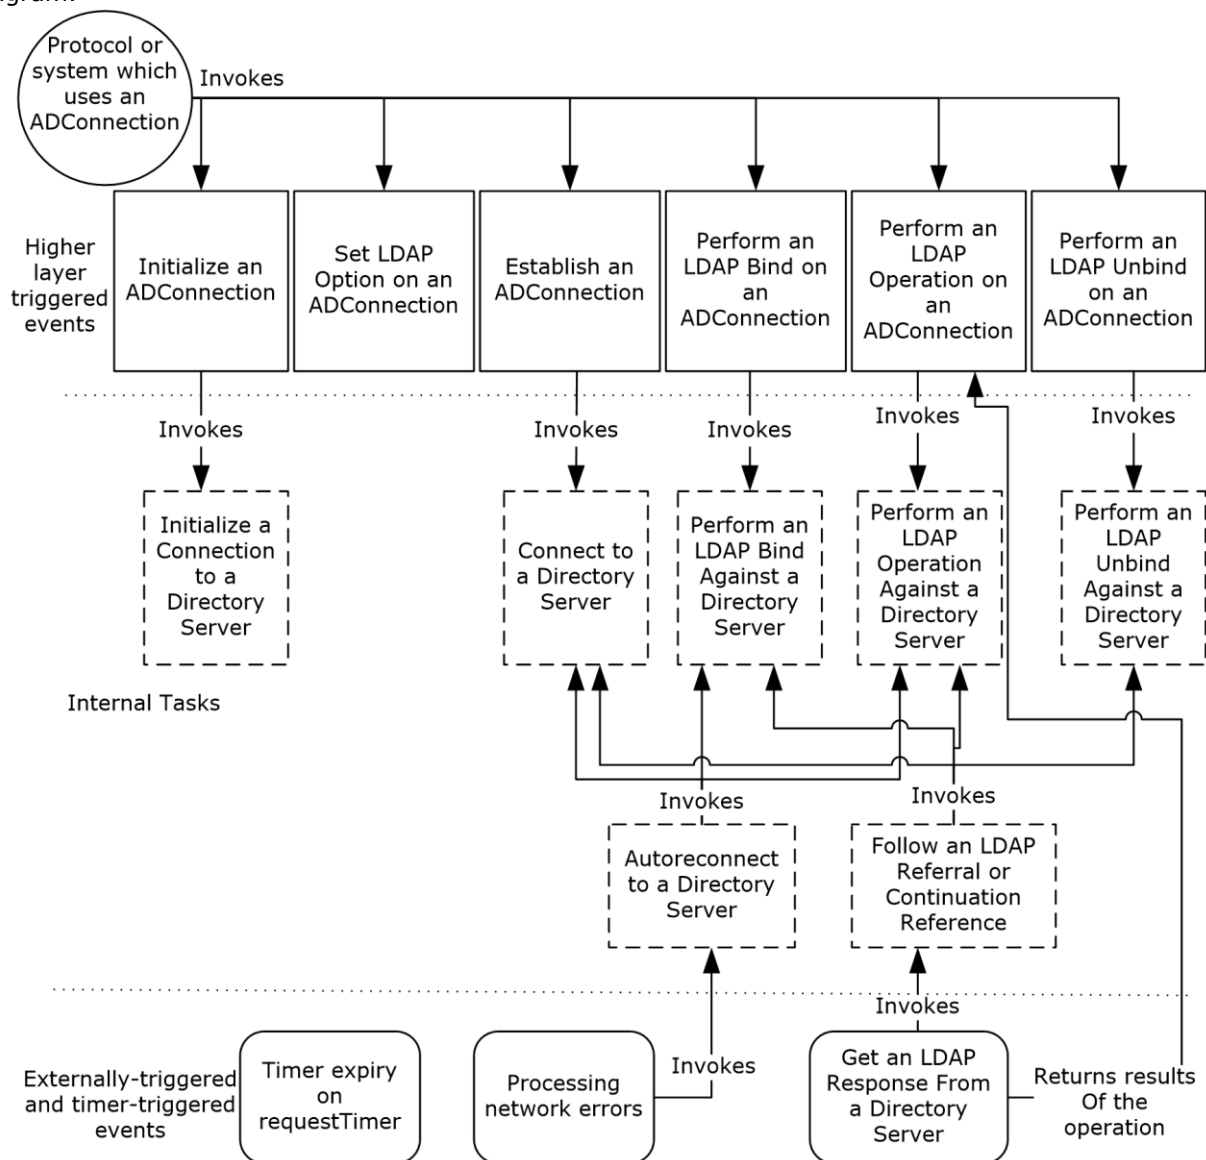 Protocol or
system which
uses an
ADConnection
Invokes
Higher
layer
triggered
events
Initialize an
ADConnection
Set LDAP
Option on an
ADConnection
Establish an
ADConnection
Perform an
LDAP Bind on
an
ADConnection
Perform an
LDAP
Operation on
an
ADConnection
Perform an
LDAP Unbind
on an
ADConnection
Invokes
Invokes
Invokes
Invokes
Invokes
Initialize a
Connection
to a
Directory
Server
Connect to
a Directory
Server
Perform an
LDAP Bind
Against a
Directory
Server
Perform an
LDAP
Operation
Against a
Directory
Server
Perform an
LDAP
Unbind
Against a
Directory
Server
Internal Tasks
Invokes
Invokes
Autoreconnect
to a Directory
Server
Follow an LDAP
Referral or
Continuation
Reference
Invokes
Externally-triggered
and timer-triggered
events
Timer expiry
on
requestTimer
Processing
network errors
Invokes
Get an LDAP
Response From
a Directory
Server
Returns results
Of the
operation